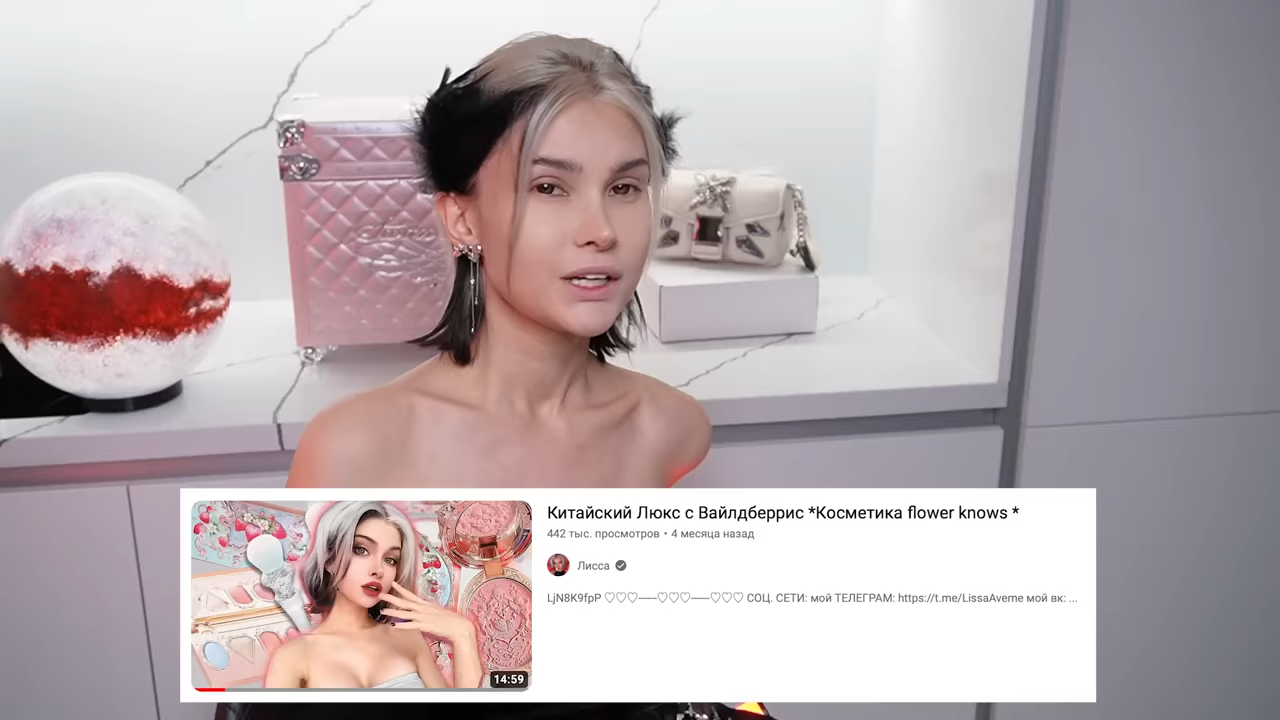 Китайский Люкс с Вайлдберрис *Косметика flower knows *
442 тыс. просмотров • 4 месяца назад
Лисса
LjN8K9fpP ♡♡♡-----♡♡♡-----♡♡♡ СОЦ. СЕТИ: мой ТЕЛЕГРАМ: https://t.me/LissaAveme мой вк: ...
14:59